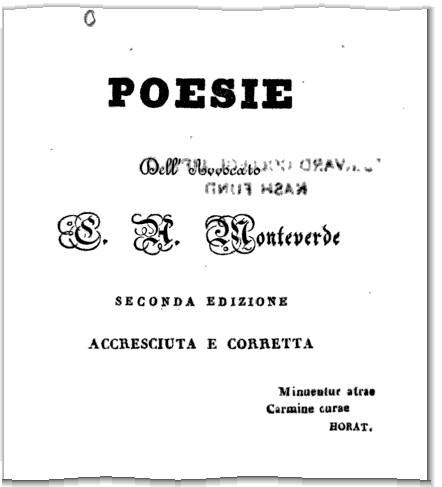 POESIE
Dell' Avvocato
Monteverde
SECONDA EDIZIONE
ACCRESCIUTA E CORRETTA
Minuentur atrae
Carmine curae
HORAT.